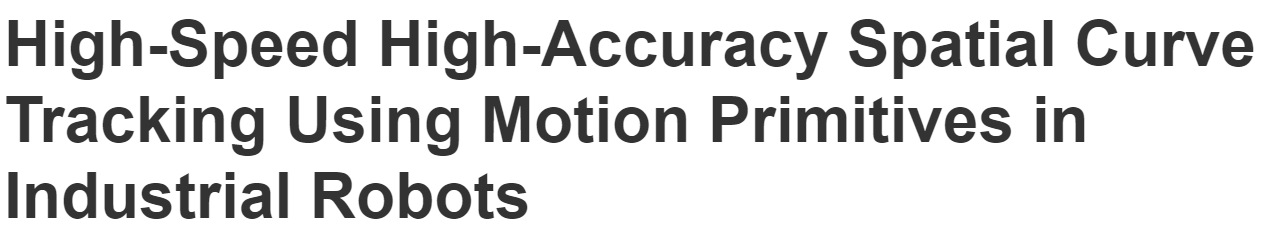 High-Speed High-Accuracy Spatial Curve
Tracking Using Motion Primitives in
Industrial Robots